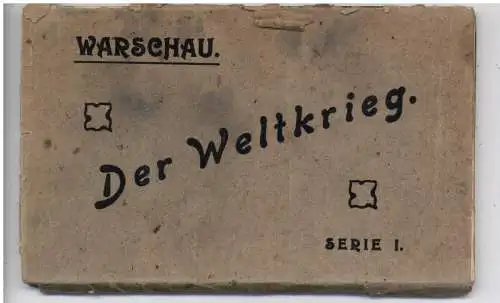 WARSCHAU.
Der Weltkrieg.
SERIE I.